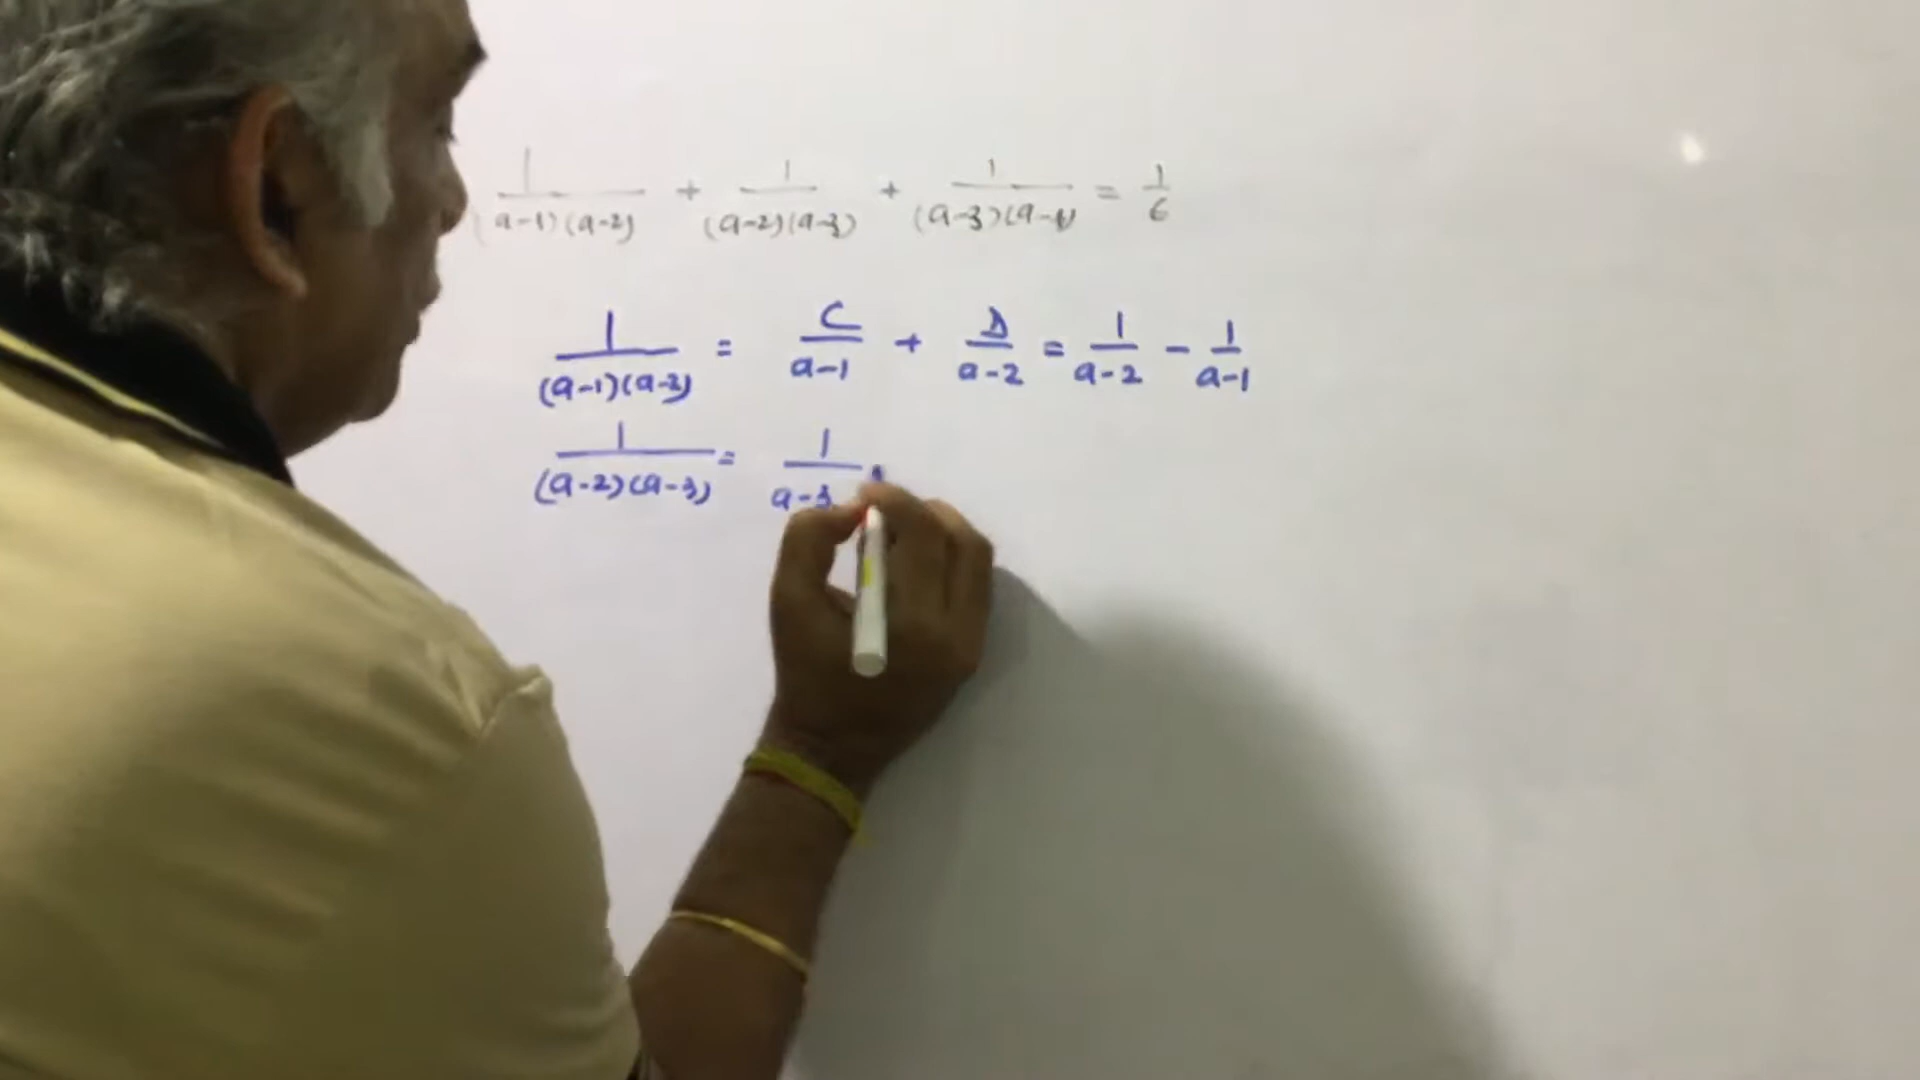 1/((a-1)(a-2)) + 1/((a-2)(a-3)) + 1/((a-3)(a-4)) = 1/6
1/((a-1)(a-2)) = C/(a-1) + D/(a-2) = 1/(a-2) - 1/(a-1)
1/((a-2)(a-3)) = 1/(a-3)